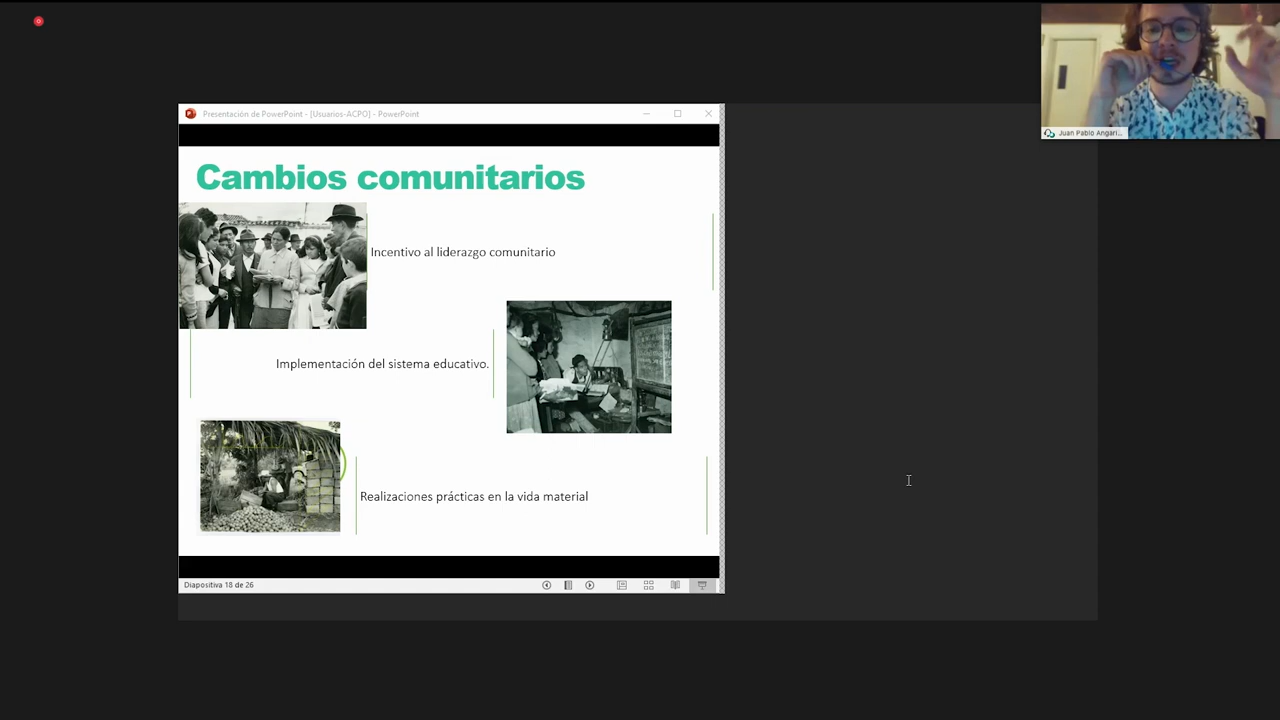 Presentación de PowerPoint - [Usuarios-ACPO] - PowerPoint
Juan Pablo Angari...
Cambios comunitarios
Incentivo al liderazgo comunitario
Implementación del sistema educativo.
Realizaciones prácticas en la vida material
Diapositiva 18 de 26